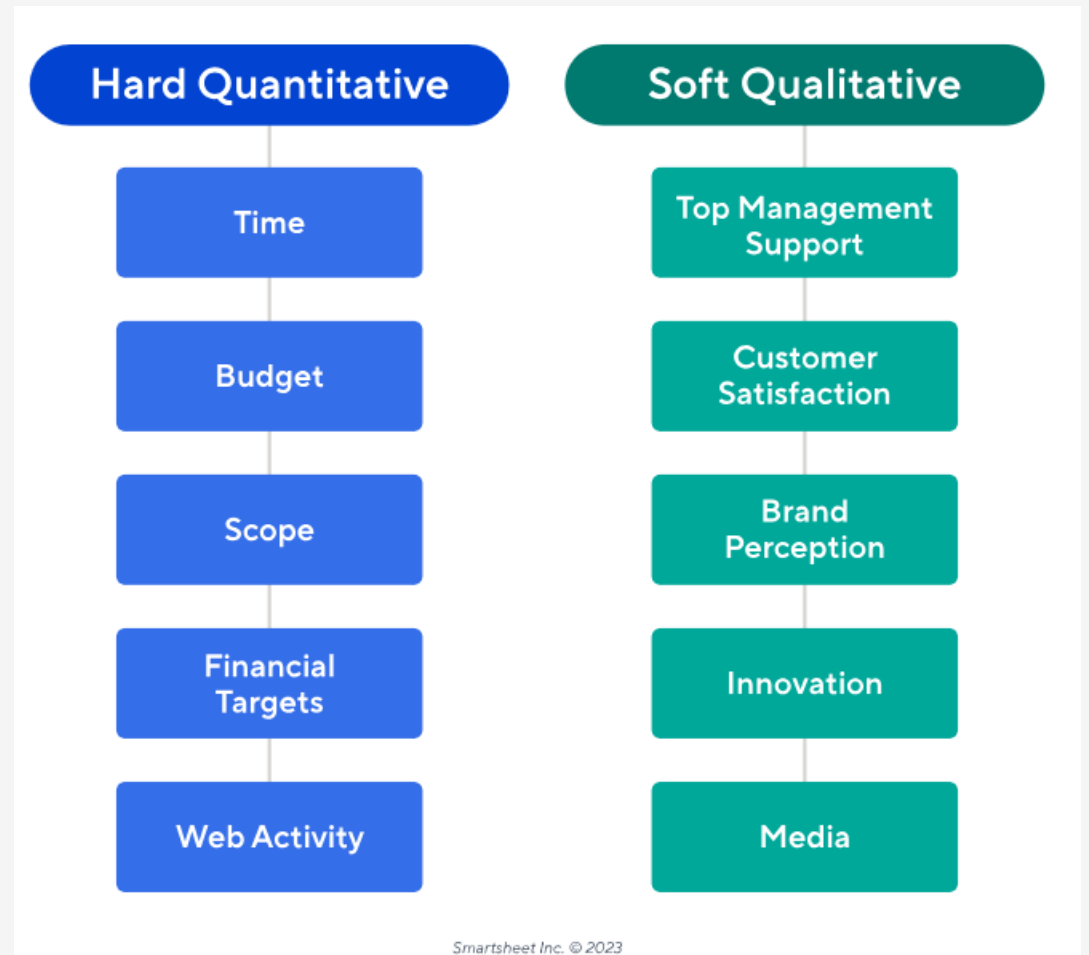 Hard Quantitative
Time
Budget
Scope
Financial
Targets
Web Activity
Soft Qualitative
Top Management
Support
Customer
Satisfaction
Brand
Perception
Innovation
Media
Smartsheet Inc. © 2023